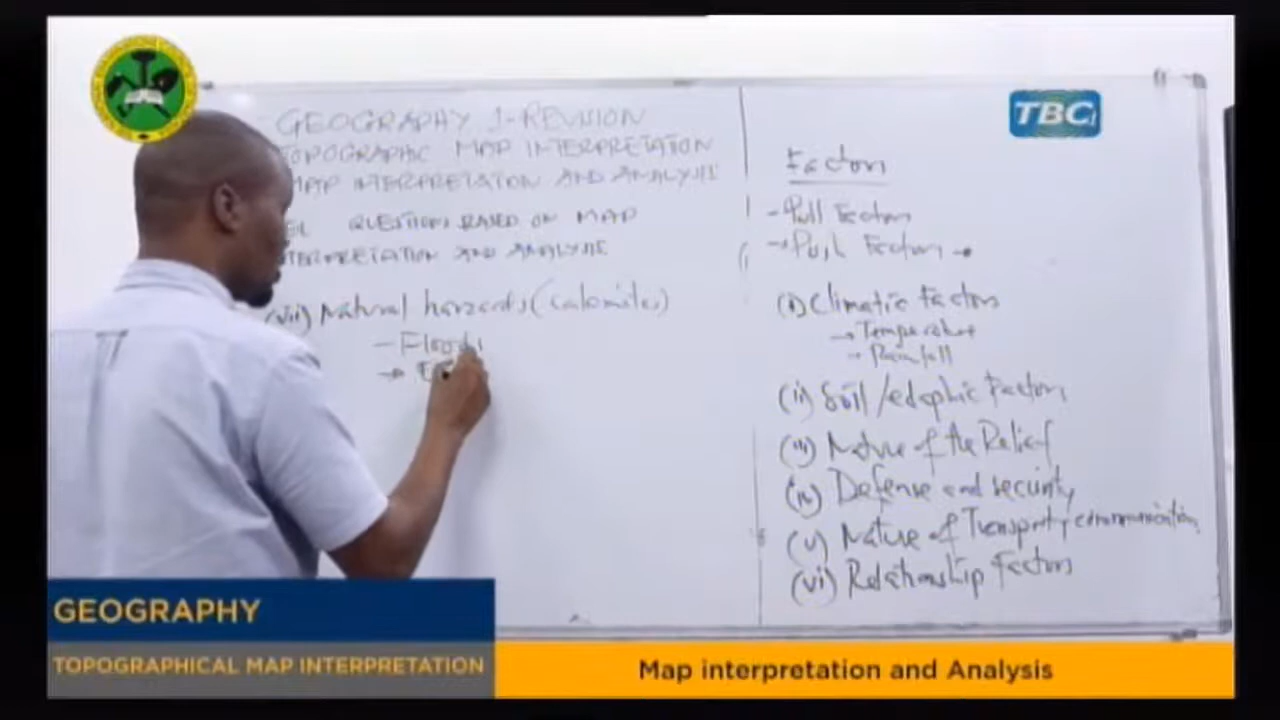 TBC1
GEOGRAPHY 1-REVISION
TOPOGRAPHIC MAP INTERPRETATION
MAP INTERPRETATION AND ANALYSIS
QUESTIONS BASED ON MAP
INTERPRETATION AND ANALYSIS
(vii) Natural harzards (calamities)
- Floods
Factors
- Pull Factors
- Push Factors
(i) Climatic Factors
Temperature
Rainfall
(ii) Soil/edaphic Factors
(iii) Nature of the Relief
(iv) Defense and security
(v) Nature of Transport & communication
(vi) Relationship Factors
GEOGRAPHY
TOPOGRAPHICAL MAP INTERPRETATION
Map interpretation and Analysis